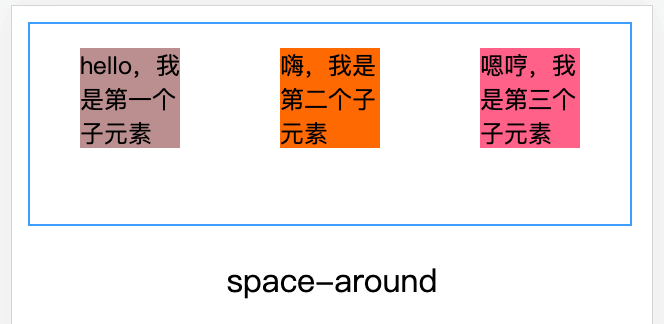 hello，我
是第一个
子元素
嗨，我是
第二个子
元素
嗯哼，我
是第三个
子元素
space-around